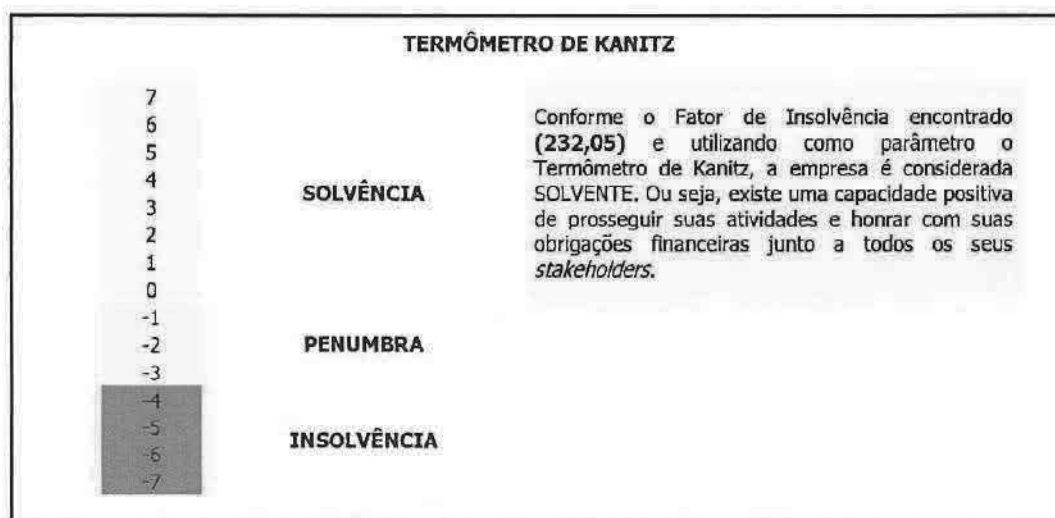 TERMÔMETRO DE KANITZ
7
6
5
4
3
2
1
0
-1
-2
-3
-4
-5
-6
-7
SOLVÊNCIA
PENUMBRA
INSOLVÊNCIA
Conforme o Fator de Insolvência encontrado
(232,05) e utilizando como parâmetro o
Termômetro de Kanitz, a empresa é considerada
SOLVENTE. Ou seja, existe uma capacidade positiva
de prosseguir suas atividades e honrar com suas
obrigações financeiras junto a todos os seus
stakeholders.